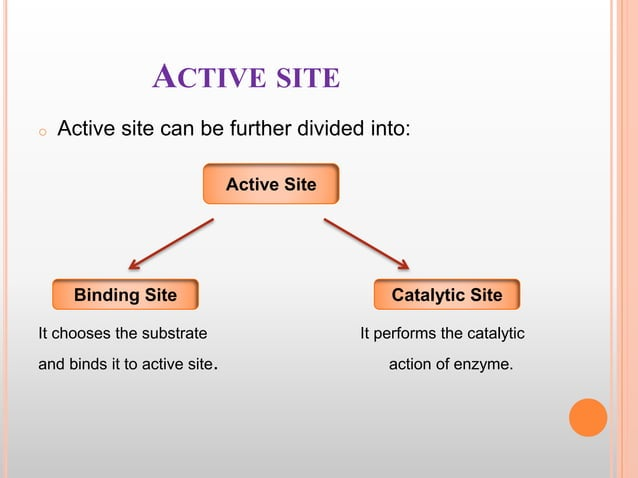 ACTIVE SITE
Active site can be further divided into:
Active Site
Binding Site
Catalytic Site
It chooses the substrate
and binds it to active site.
It performs the catalytic
action of enzyme.